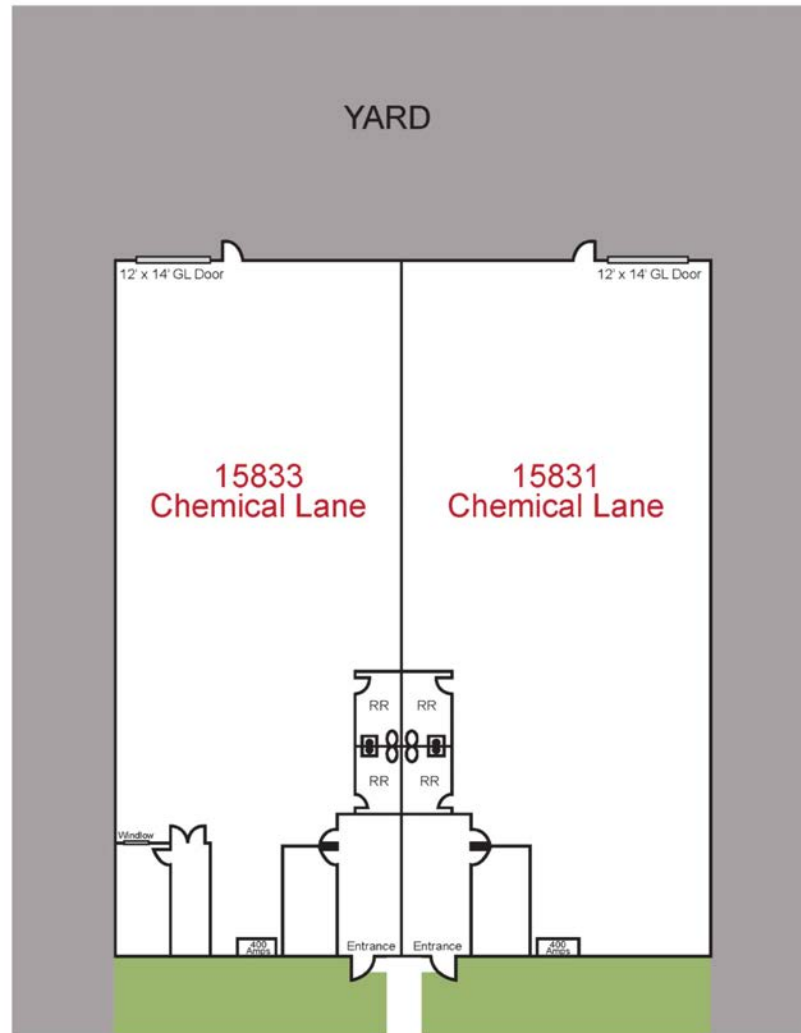 YARD
12' x 14' GL Door
12' x 14' GL Door
15833
Chemical Lane
15831
Chemical Lane
RR
RR
RR
RR
Windlow
400
Amps
Entrance
Entrance
400
Amps